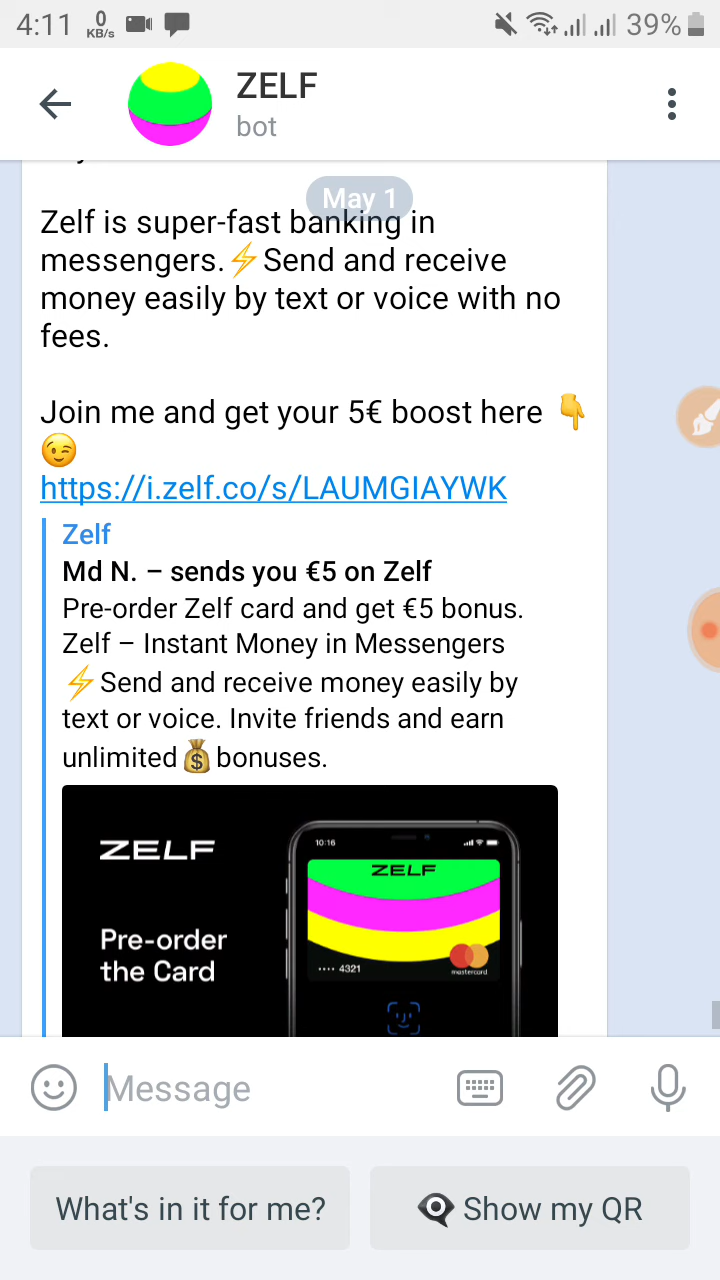 4:11 0 KB/s 39%
ZELF
bot
May 1
Zelf is super-fast banking in
messengers.⚡Send and receive
money easily by text or voice with no
fees.
Join me and get your 5€ boost here 👇
😉
https://i.zelf.co/s/LAUMGIAYWK
Zelf
Md N. – sends you €5 on Zelf
Pre-order Zelf card and get €5 bonus.
Zelf – Instant Money in Messengers
⚡Send and receive money easily by
text or voice. Invite friends and earn
unlimited💰bonuses.
ZELF
Pre-order
the Card
10:16
ZELF
•••• 4321
mastercard
Message
What's in it for me?
Show my QR